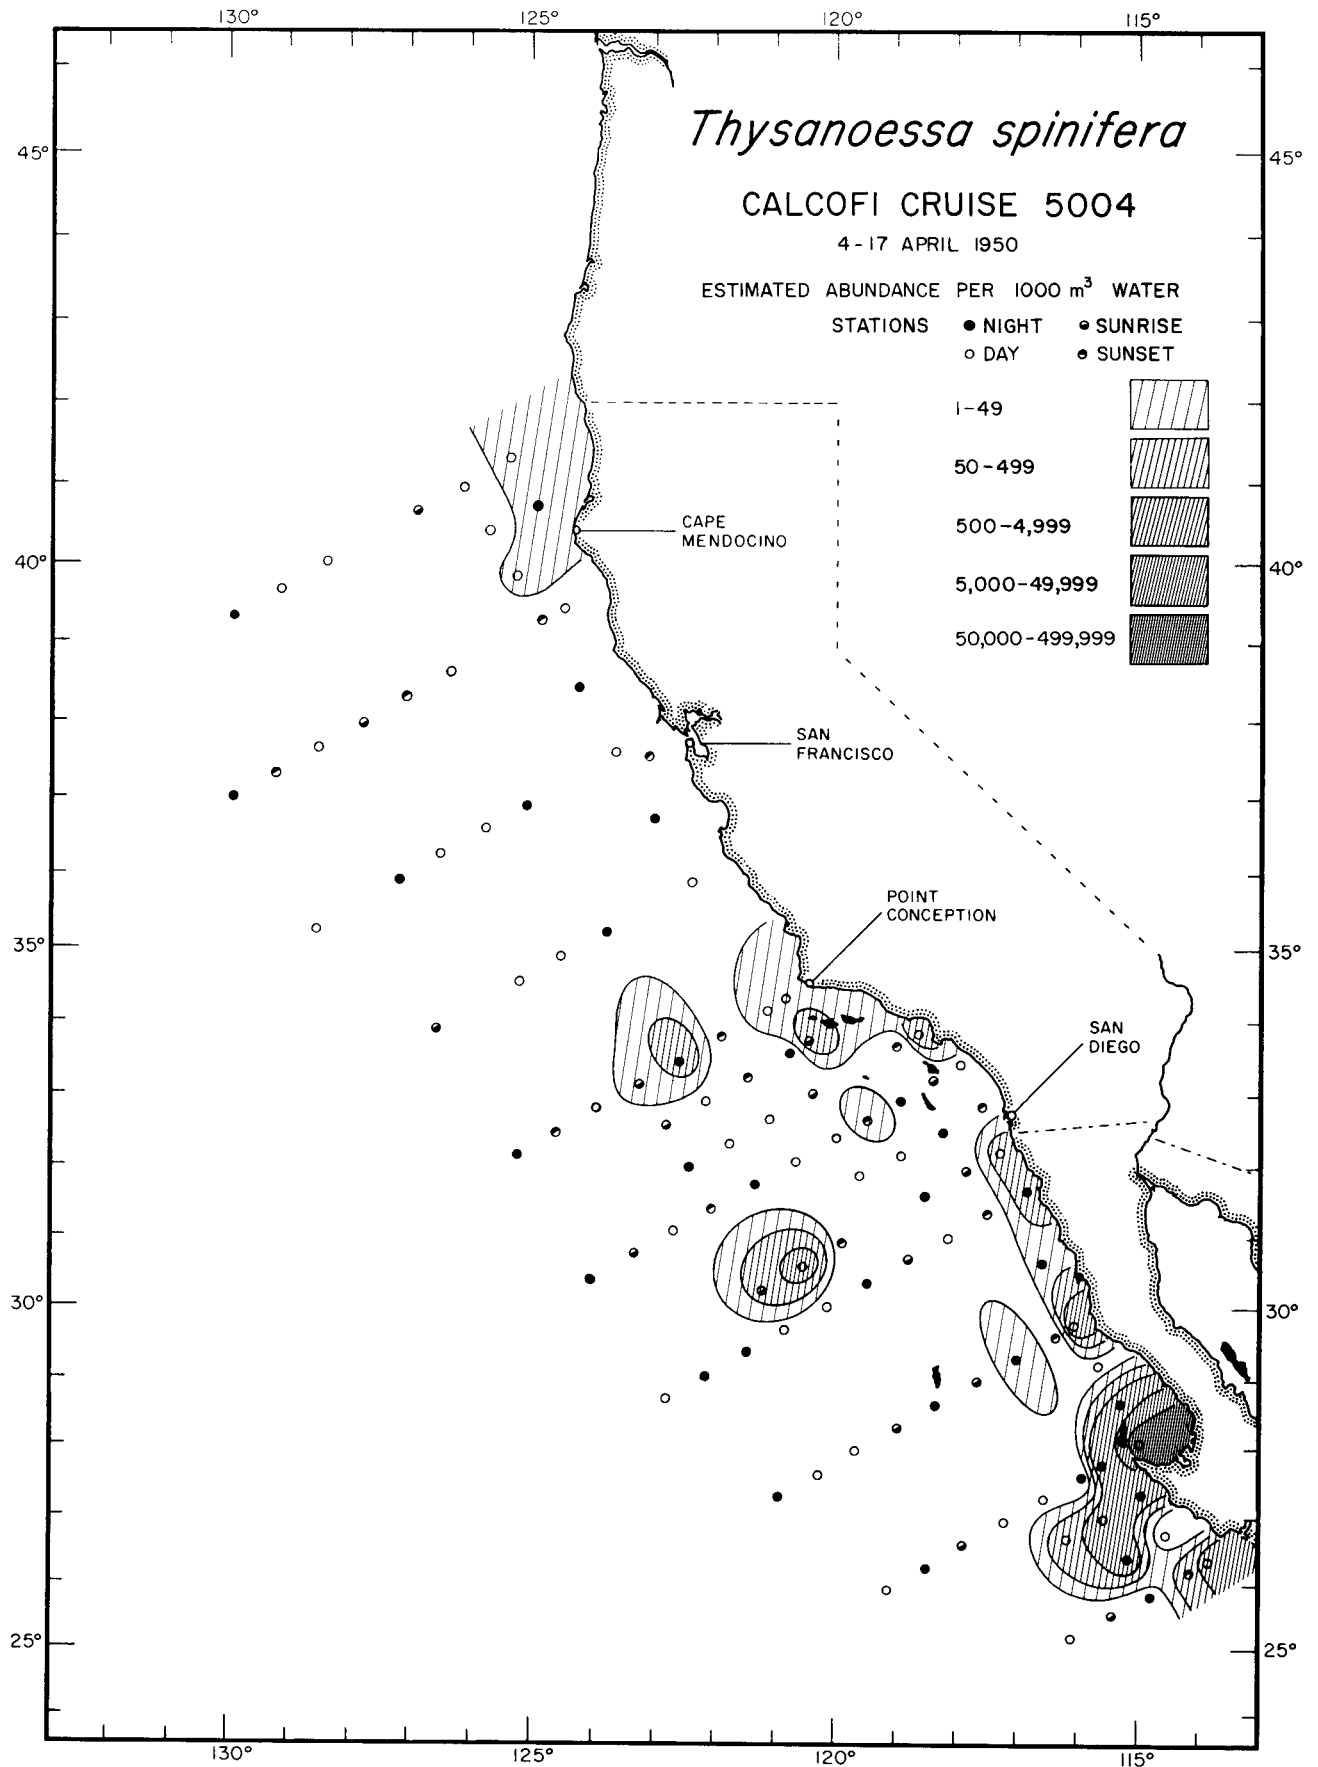 130° 125° 120° 115°
Thysanoessa spinifera
45° 45°
CALCOFI CRUISE 5004
4-17 APRIL 1950
ESTIMATED ABUNDANCE PER 1000 m³ WATER
STATIONS NIGHT SUNRISE
DAY SUNSET
1-49
50-499
500-4,999
CAPE
MENDOCINO
40° 40°
5,000-49,999
50,000-499,999
SAN
FRANCISCO
POINT
CONCEPTION
35° 35°
SAN
DIEGO
30° 30°
25° 25°
130° 125° 120° 115°